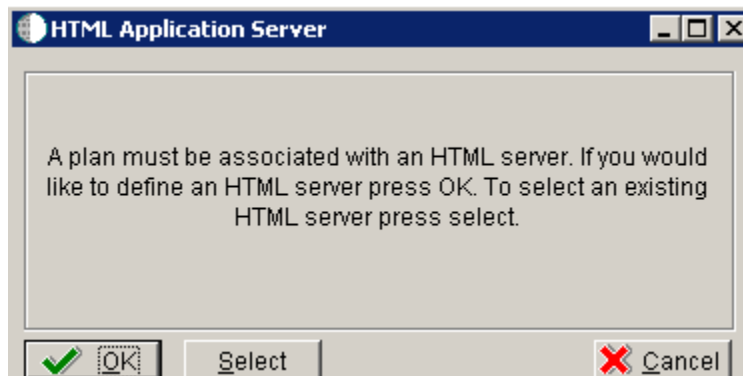 HTML Application Server
A plan must be associated with an HTML server. If you would
like to define an HTML server press OK. To select an existing
HTML server press select.
OK Select Cancel